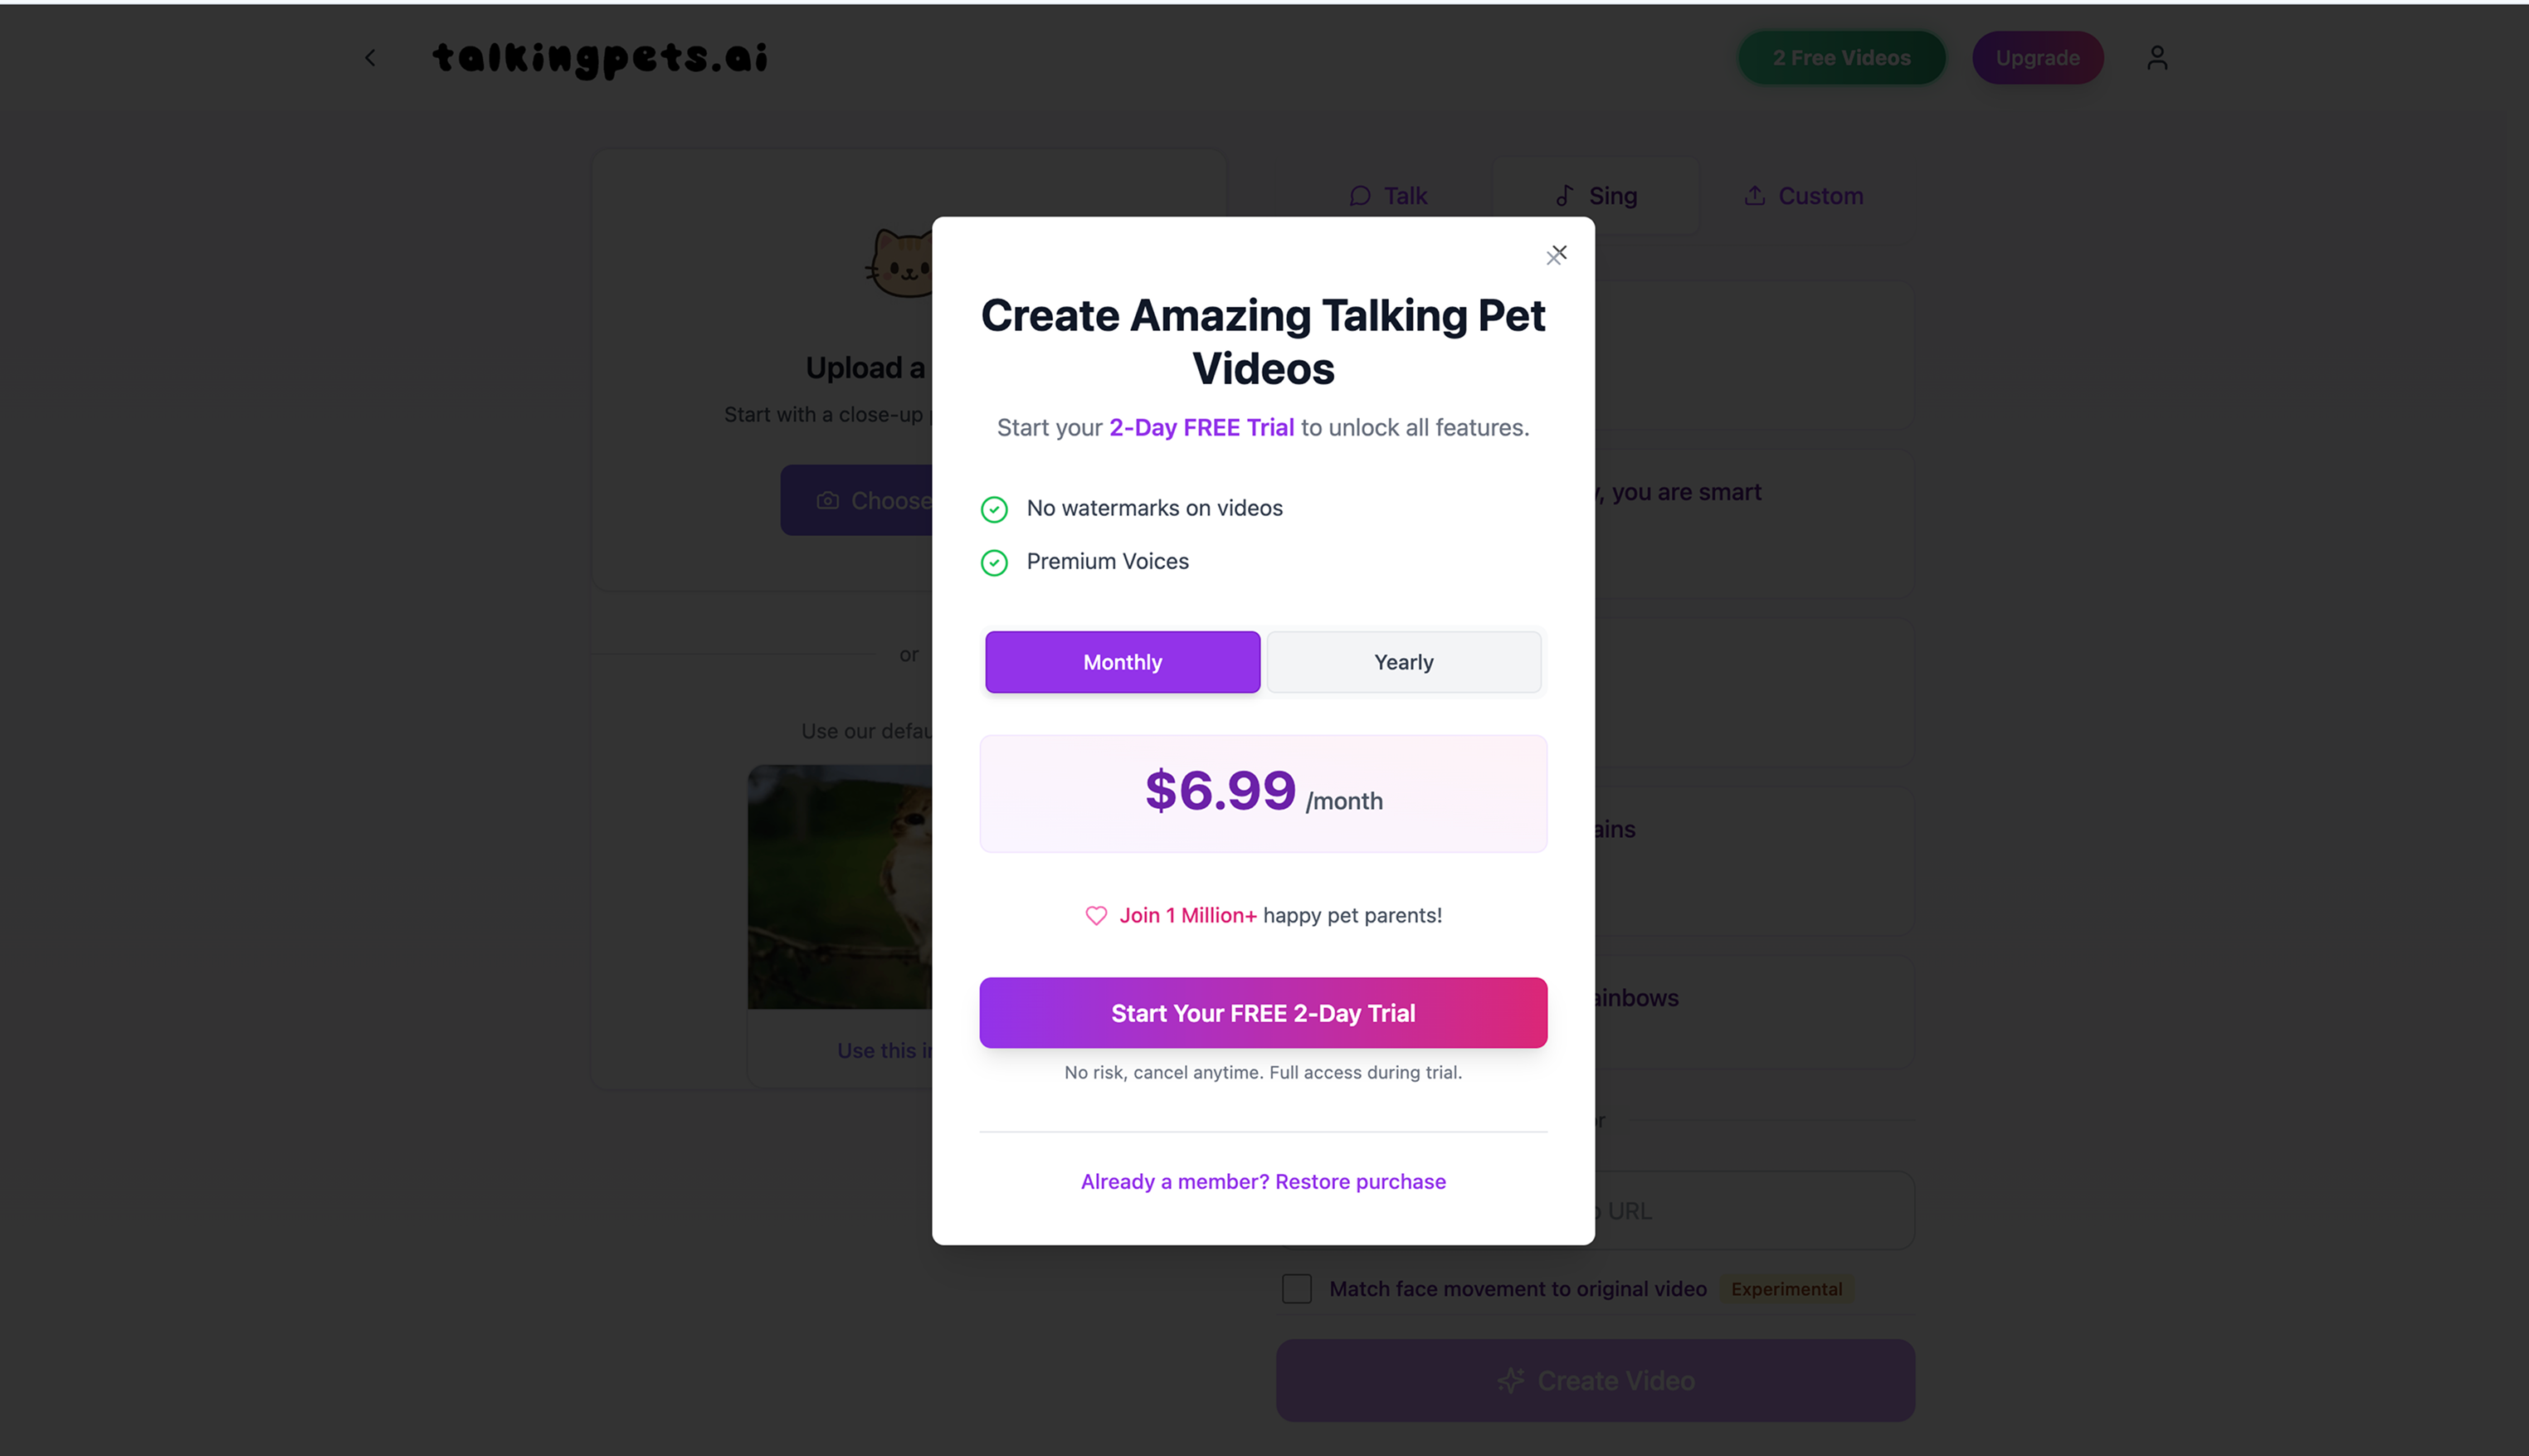 talkingpets.ai
2 Free Videos
Upgrade
Talk
Sing
Custom
Upload a
Start with a close-up
Choose
or
Use our
Use this
you are smart
URL
Match face movement to original video
Experimental
Create Video
Create Amazing Talking Pet
Videos
Start your 2-Day FREE Trial to unlock all features.
No watermarks on videos
Premium Voices
Monthly
Yearly
$6.99 /month
Join 1 Million+ happy pet parents!
Start Your FREE 2-Day Trial
No risk, cancel anytime. Full access during trial.
Already a member? Restore purchase